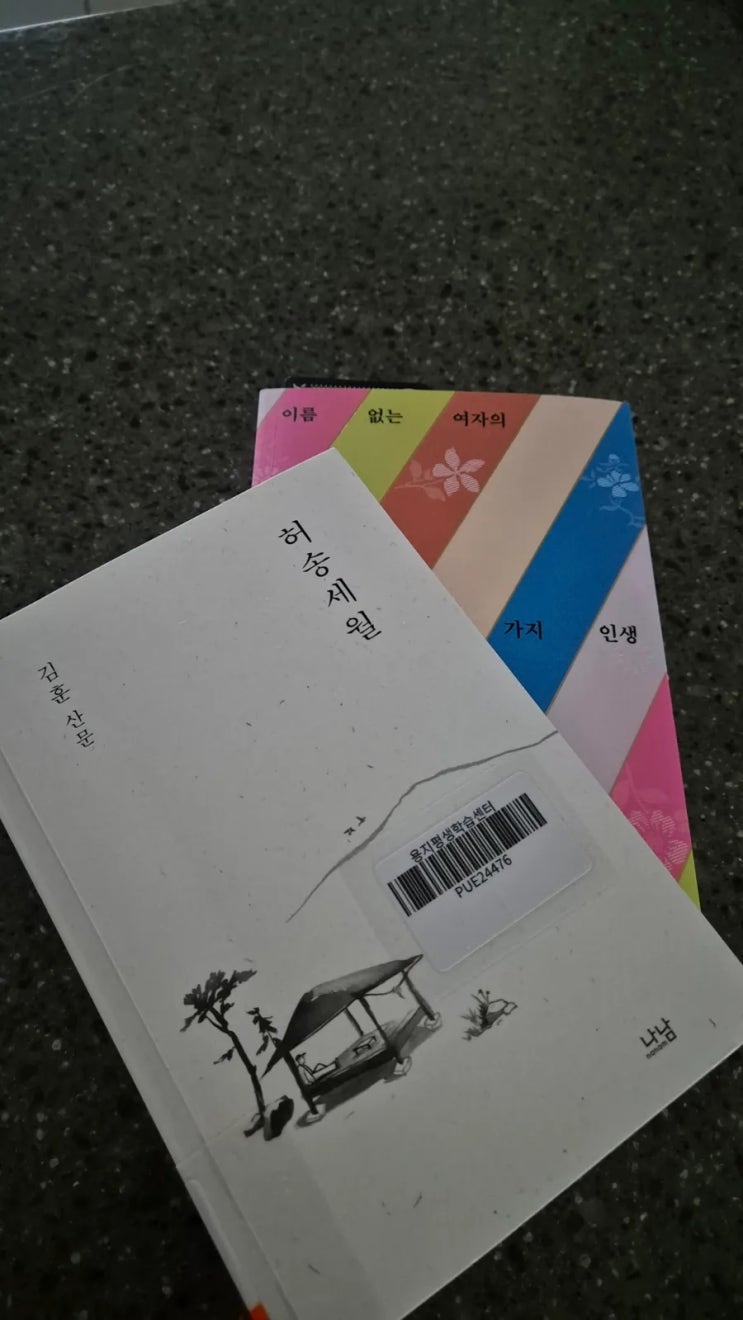 이름 없는 여자의
가지 인생
허송세월
김훈 산문
용지평생학습센터
PUE24476
나남
nanam